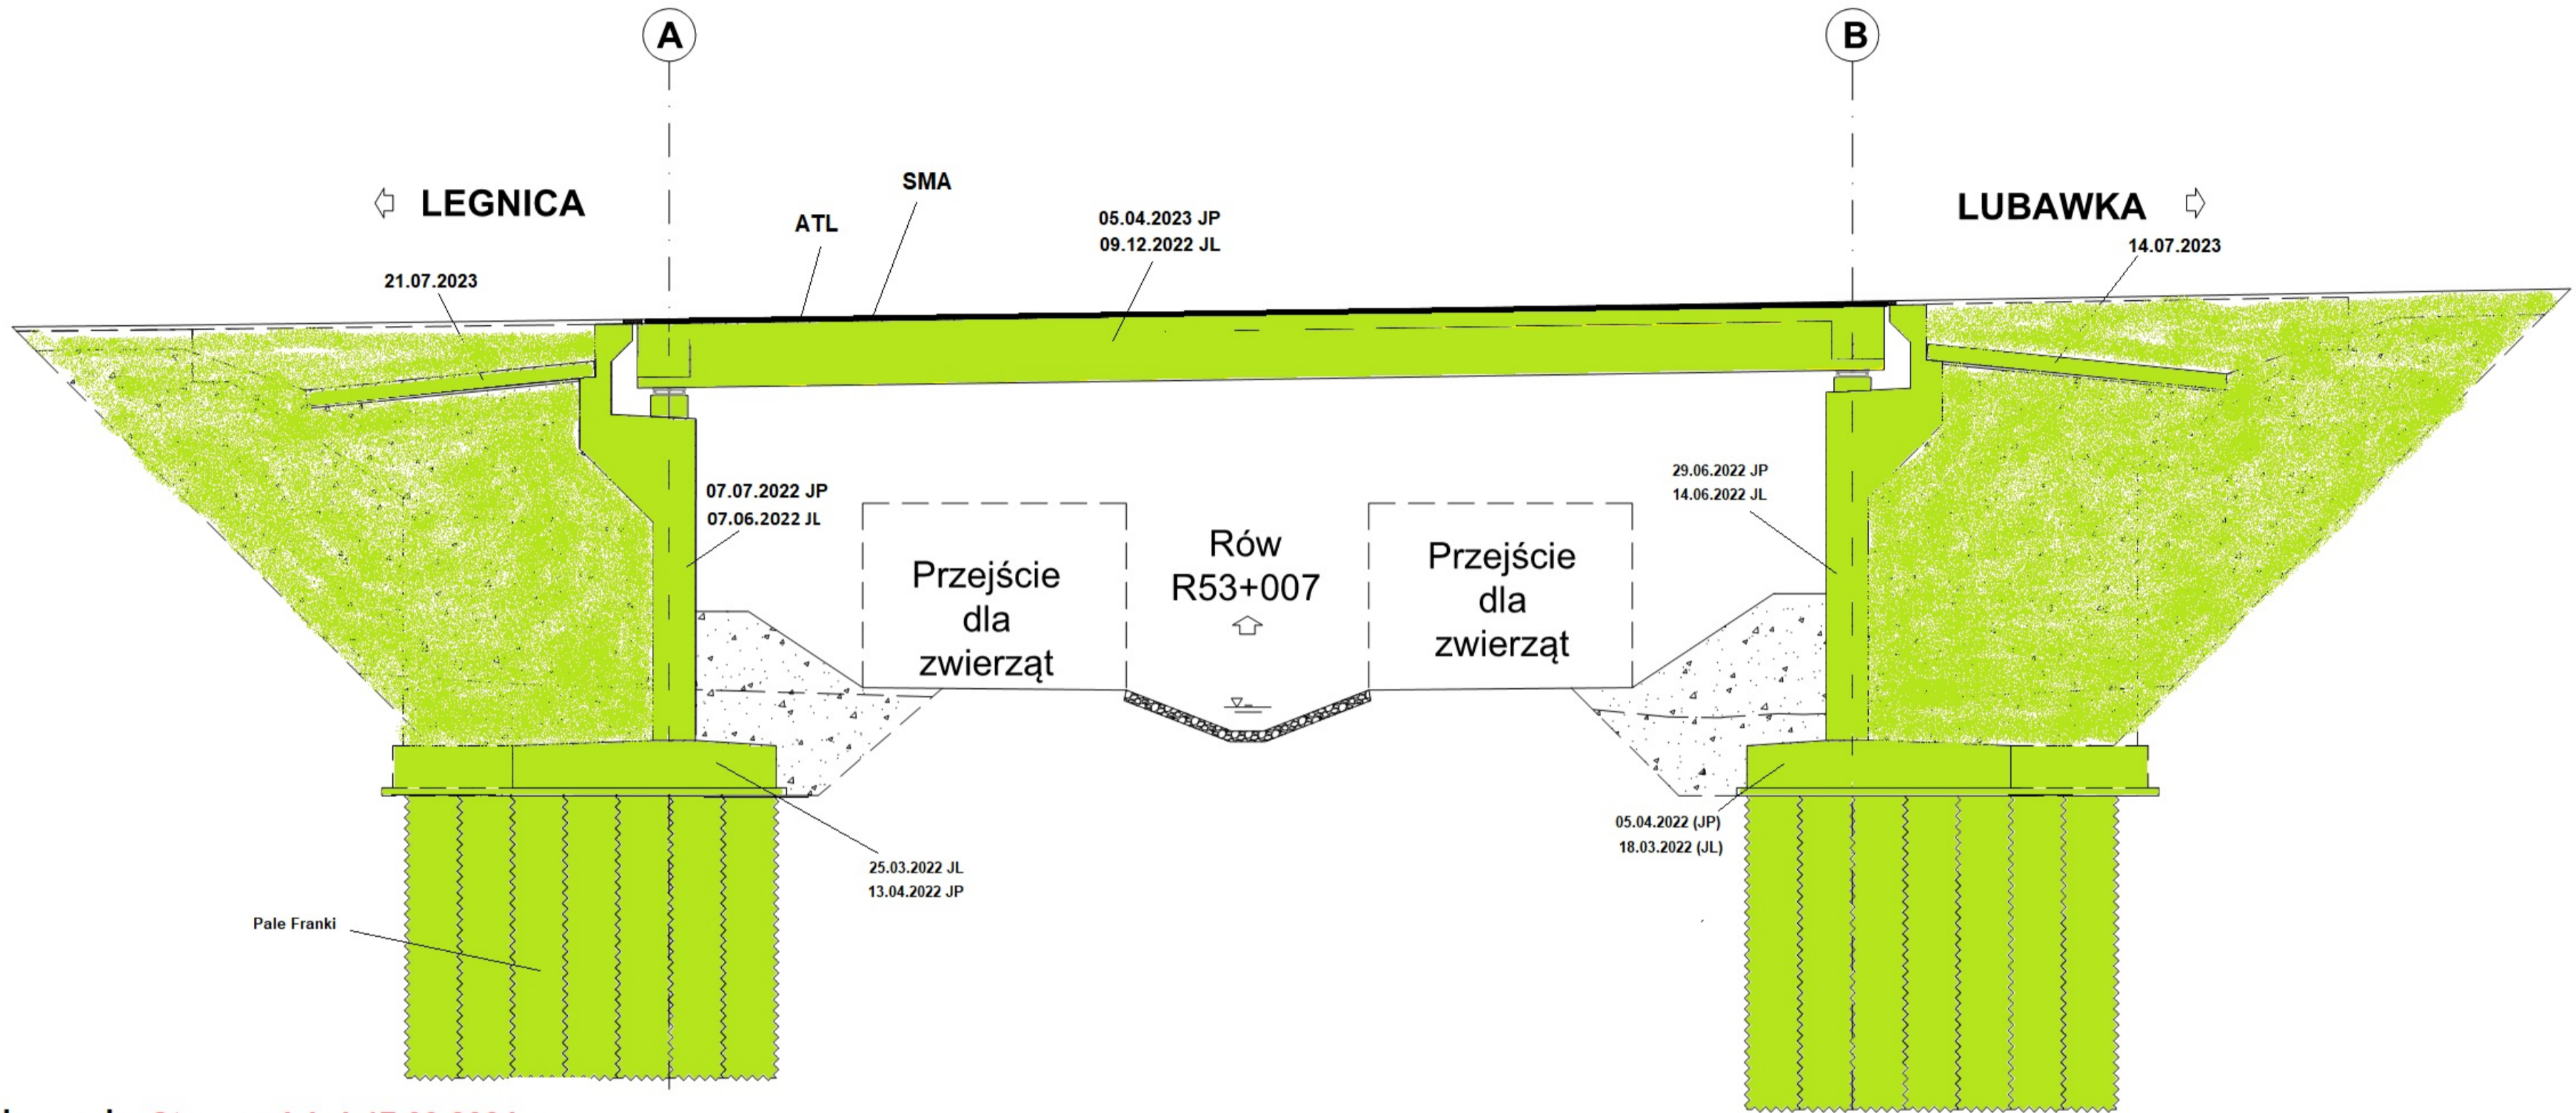 A
B
LEGNICA
ATL
SMA
05.04.2023 JP
09.12.2022 JL
LUBAWKA
14.07.2023
21.07.2023
07.07.2022 JP
07.06.2022 JL
Przejście
dla
zwierząt
Rów
R53+007
Przejście
dla
zwierząt
29.06.2022 JP
14.06.2022 JL
25.03.2022 JL
13.04.2022 JP
05.04.2022 (JP)
18.03.2022 (JL)
Pale Franki